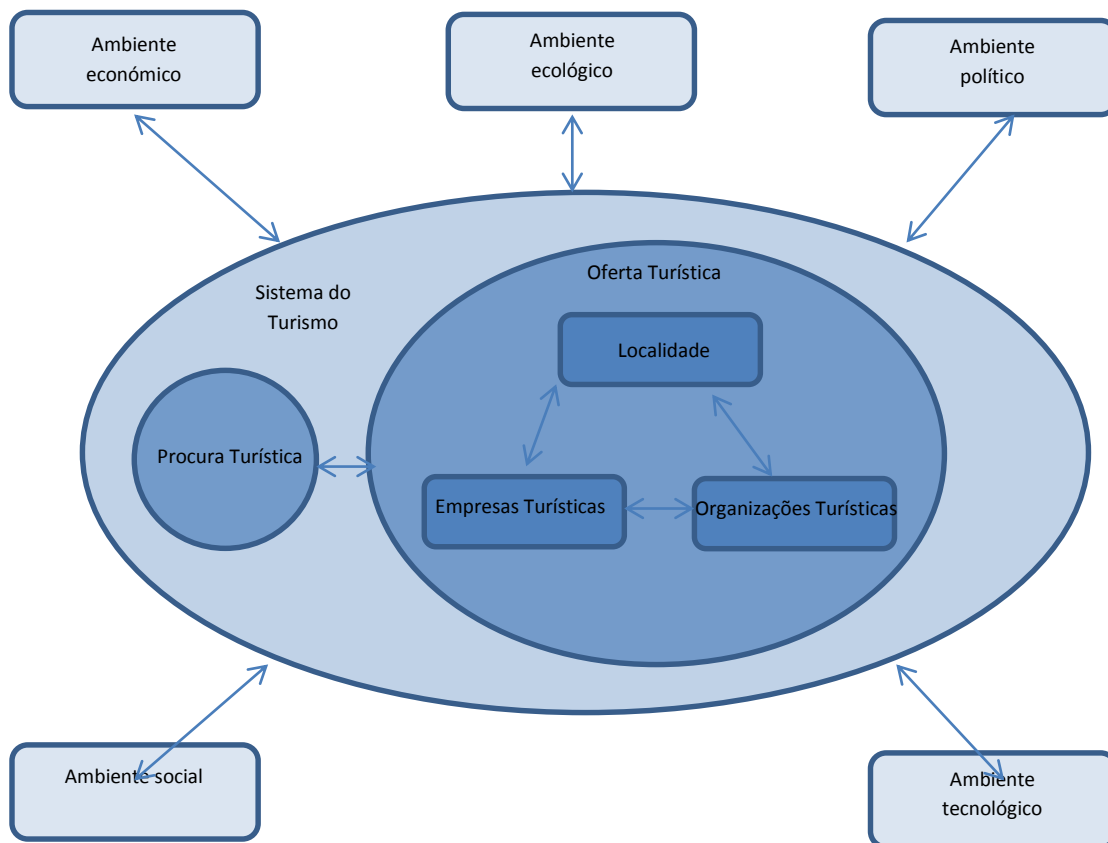 Ambiente
económico
Ambiente
ecológico
Ambiente
político
Oferta Turística
Sistema do
Turismo
Localidade
Procura Turística
Empresas Turísticas
Organizações Turísticas
Ambiente social
Ambiente
tecnológico